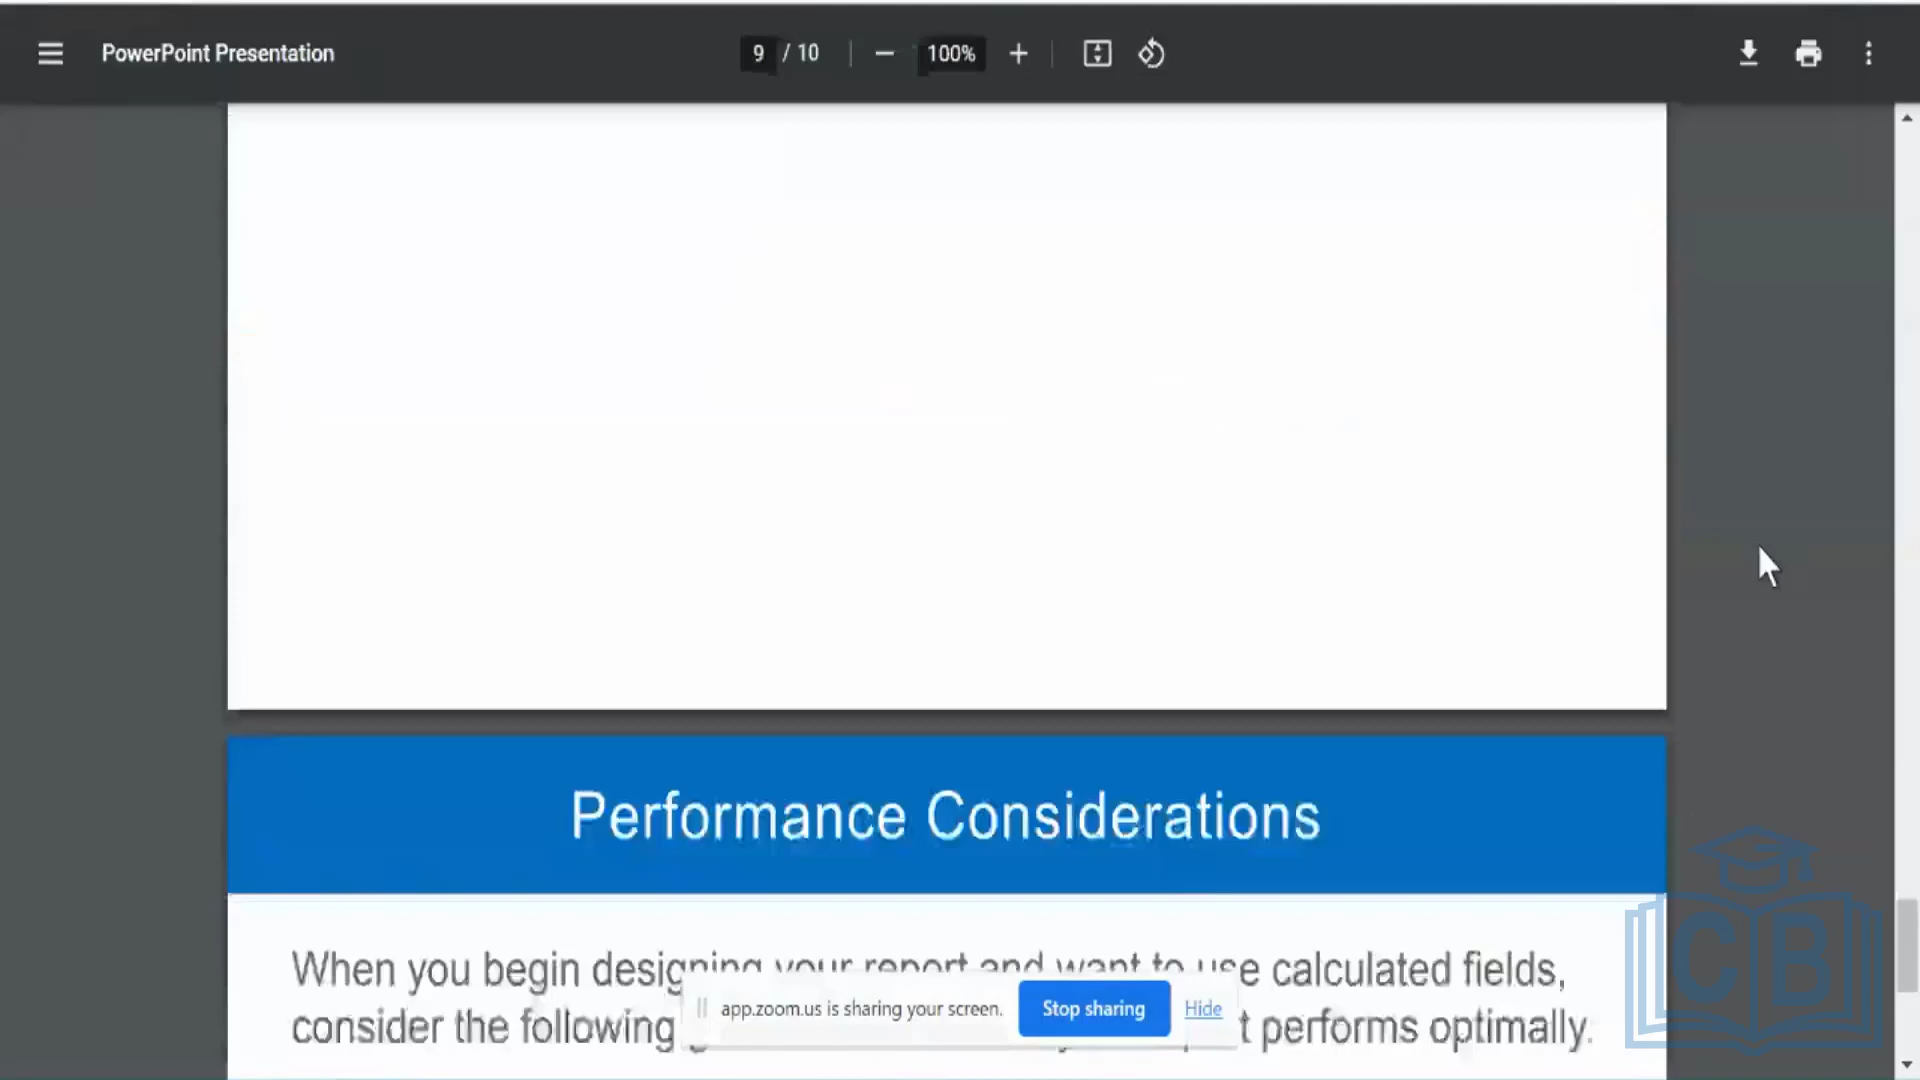 PowerPoint Presentation
9 / 10
100%
Performance Considerations
When you begin designing your report and want to use calculated fields,
consider the following t performs optimally.
app.zoom.us is sharing your screen.
Stop sharing
Hide
CB